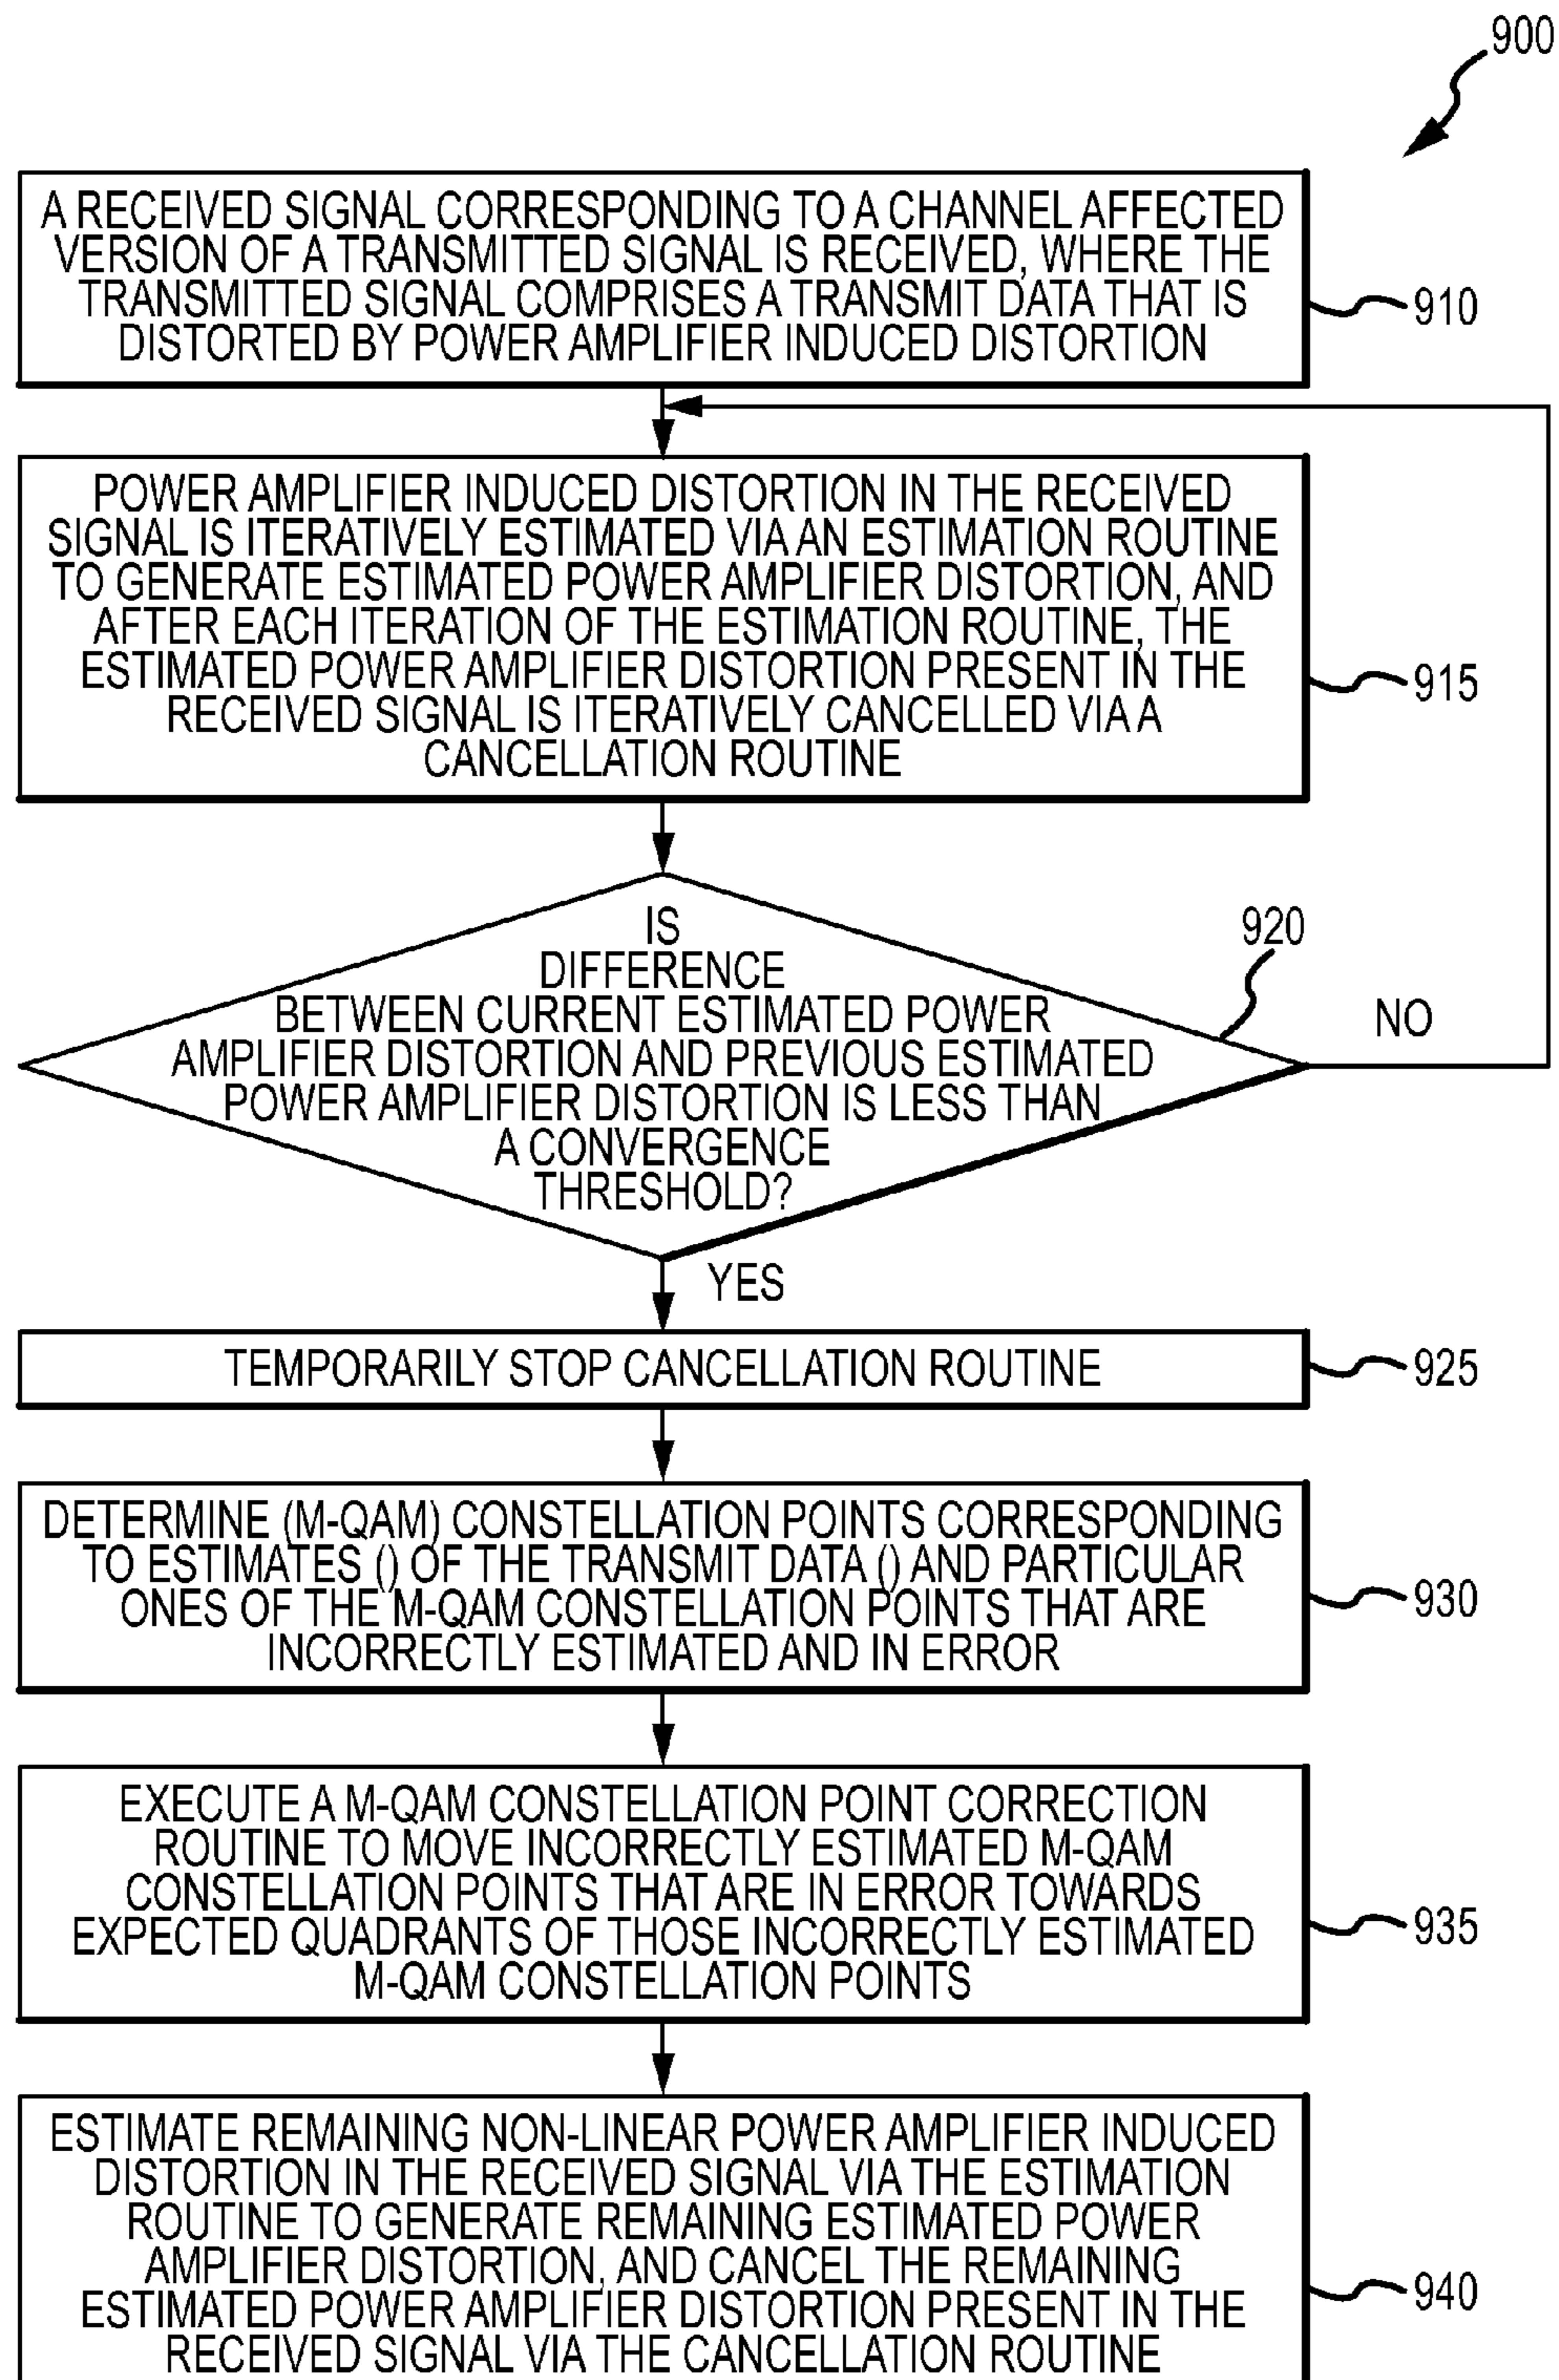 900
A RECEIVED SIGNAL CORRESPONDING TO A CHANNEL AFFECTED
VERSION OF A TRANSMITTED SIGNAL IS RECEIVED, WHERE THE
TRANSMITTED SIGNAL COMPRISES A TRANSMIT DATA THAT IS
DISTORTED BY POWER AMPLIFIER INDUCED DISTORTION
910
POWER AMPLIFIER INDUCED DISTORTION IN THE RECEIVED
SIGNAL IS ITERATIVELY ESTIMATED VIA AN ESTIMATION ROUTINE
TO GENERATE ESTIMATED POWER AMPLIFIER DISTORTION, AND
AFTER EACH ITERATION OF THE ESTIMATION ROUTINE, THE
ESTIMATED POWER AMPLIFIER DISTORTION PRESENT IN THE
RECEIVED SIGNAL IS ITERATIVELY CANCELLED VIA A
CANCELLATION ROUTINE
915
IS
DIFFERENCE
BETWEEN CURRENT ESTIMATED POWER
AMPLIFIER DISTORTION AND PREVIOUS ESTIMATED
POWER AMPLIFIER DISTORTION IS LESS THAN
A CONVERGENCE
THRESHOLD?
920
NO
YES
TEMPORARILY STOP CANCELLATION ROUTINE
925
DETERMINE (M-QAM) CONSTELLATION POINTS CORRESPONDING
TO ESTIMATES () OF THE TRANSMIT DATA () AND PARTICULAR
ONES OF THE M-QAM CONSTELLATION POINTS THAT ARE
INCORRECTLY ESTIMATED AND IN ERROR
930
EXECUTE A M-QAM CONSTELLATION POINT CORRECTION
ROUTINE TO MOVE INCORRECTLY ESTIMATED M-QAM
CONSTELLATION POINTS THAT ARE IN ERROR TOWARDS
EXPECTED QUADRANTS OF THOSE INCORRECTLY ESTIMATED
M-QAM CONSTELLATION POINTS
935
ESTIMATE REMAINING NON-LINEAR POWER AMPLIFIER INDUCED
DISTORTION IN THE RECEIVED SIGNAL VIA THE ESTIMATION
ROUTINE TO GENERATE REMAINING ESTIMATED POWER
AMPLIFIER DISTORTION, AND CANCEL THE REMAINING
ESTIMATED POWER AMPLIFIER DISTORTION PRESENT IN THE
RECEIVED SIGNAL VIA THE CANCELLATION ROUTINE
940